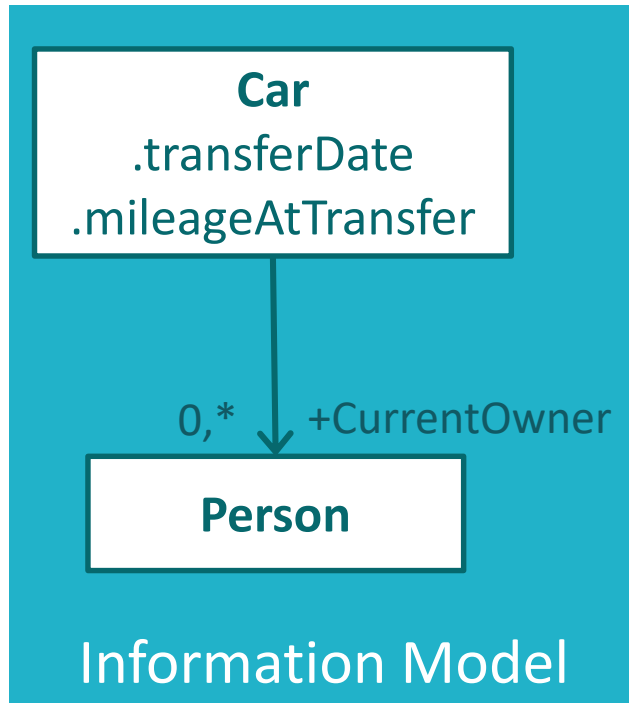 Car
.transferDate
.mileageAtTransfer
0,* +CurrentOwner
Person
Information Model